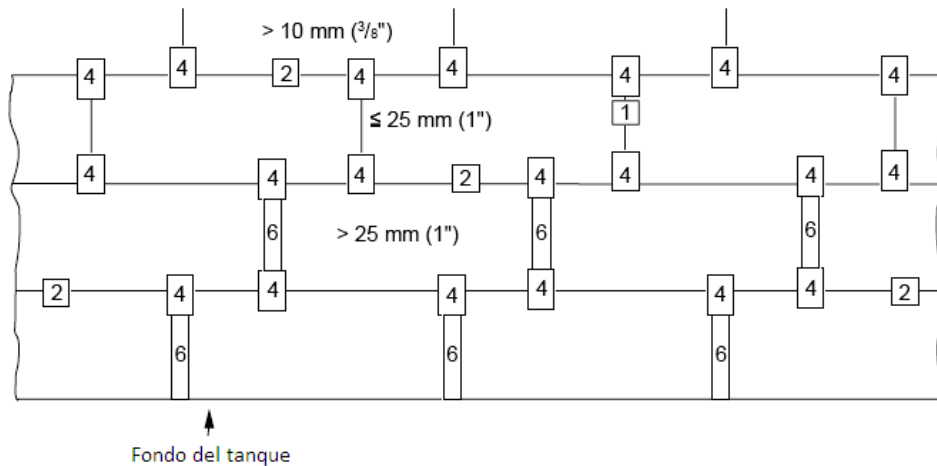 > 10 mm (3/8")
4 4 2 4 4 4 4 4
≦ 25 mm (1") 1
4 4 4 2 4 4 4 4
6 > 25 mm (1") 6 6
2 4 4 4 4 4 4 2
6 6 6
Fondo del tanque